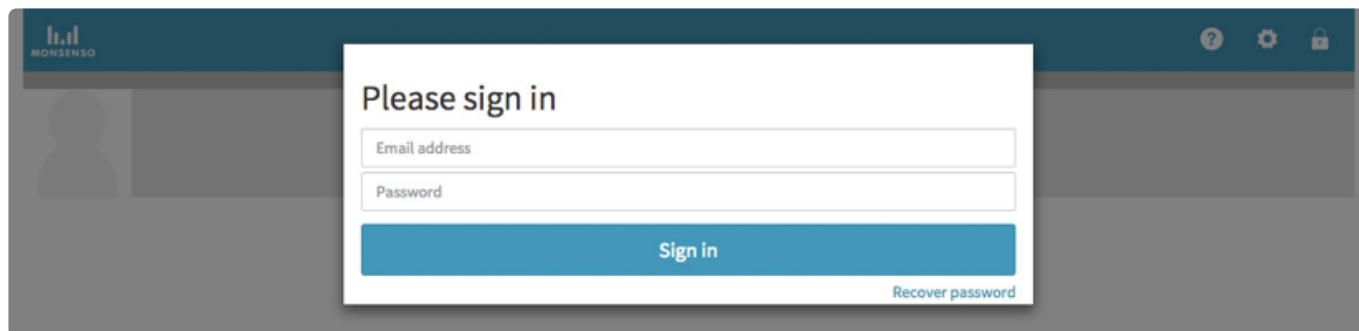 MONSENSO
Please sign in
Email address
Password
Sign in
Recover password